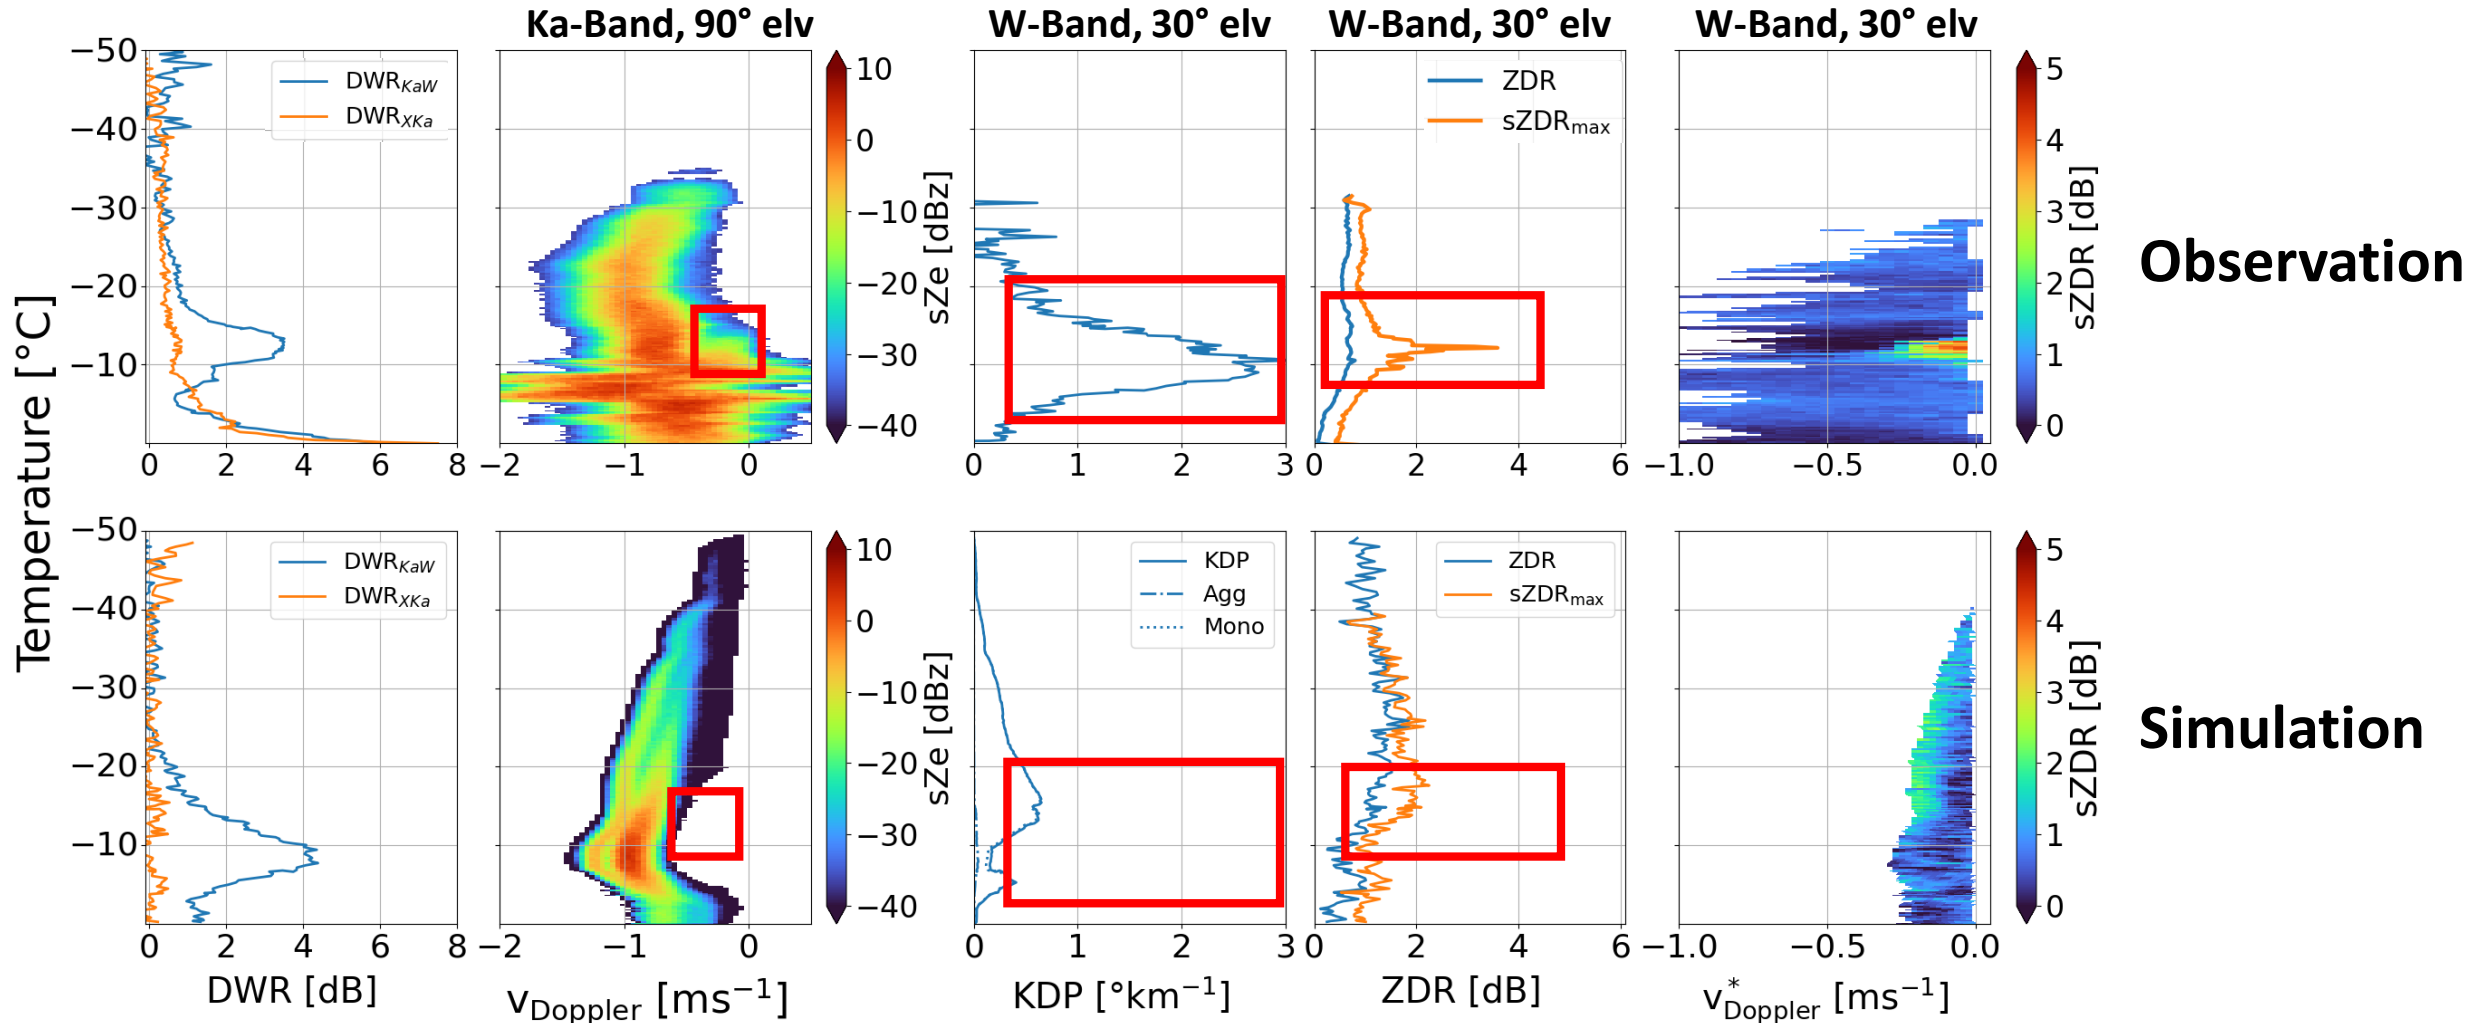 Ka-Band, 90° elv
W-Band, 30° elv
W-Band, 30° elv
W-Band, 30° elv
Temperature [°C]
−50
−40
−30
−20
−10
DWR_KaW
DWR_XKa
0 2 4 6 8
−2 −1 0
10
0
−10
−20
−30
−40
sZe [dBz]
0 1 2 3
ZDR
sZDR_max
0 2 4 6
−1.0 −0.5 0.0
5
4
3
2
1
0
sZDR [dB]
Observation
−50
−40
−30
−20
−10
DWR_KaW
DWR_XKa
0 2 4 6 8
DWR [dB]
−2 −1 0
v_Doppler [ms⁻¹]
10
0
−10
−20
−30
−40
sZe [dBz]
KDP
Agg
Mono
0 1 2 3
KDP [°km⁻¹]
ZDR
sZDR_max
0 2 4 6
ZDR [dB]
−1.0 −0.5 0.0
v*_Doppler [ms⁻¹]
5
4
3
2
1
0
sZDR [dB]
Simulation